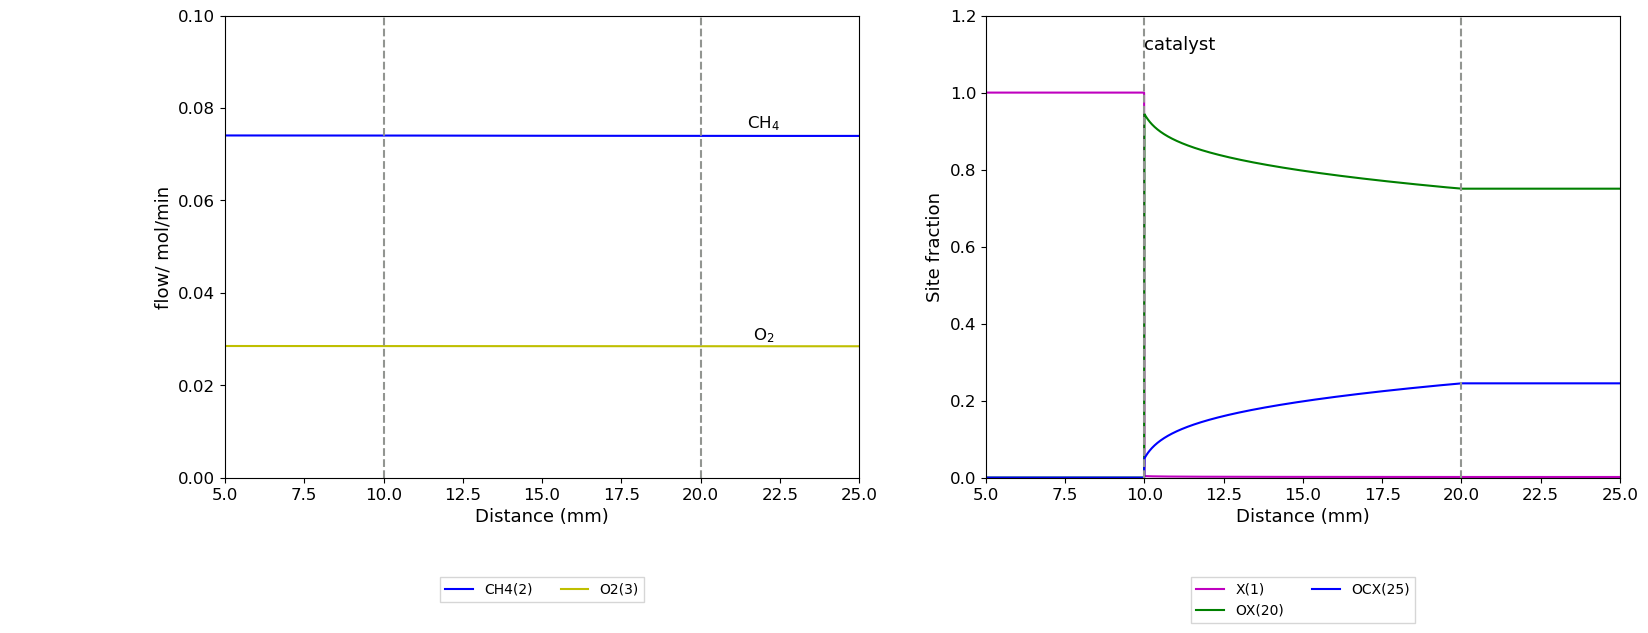 0.10
0.08
0.06
0.04
0.02
0.00
flow/ mol/min
CH₄
O₂
5.0 7.5 10.0 12.5 15.0 17.5 20.0 22.5 25.0
Distance (mm)
CH4(2) O2(3)
1.2
1.0
0.8
0.6
0.4
0.2
0.0
Site fraction
catalyst
5.0 7.5 10.0 12.5 15.0 17.5 20.0 22.5 25.0
Distance (mm)
X(1) OCX(25)
OX(20)